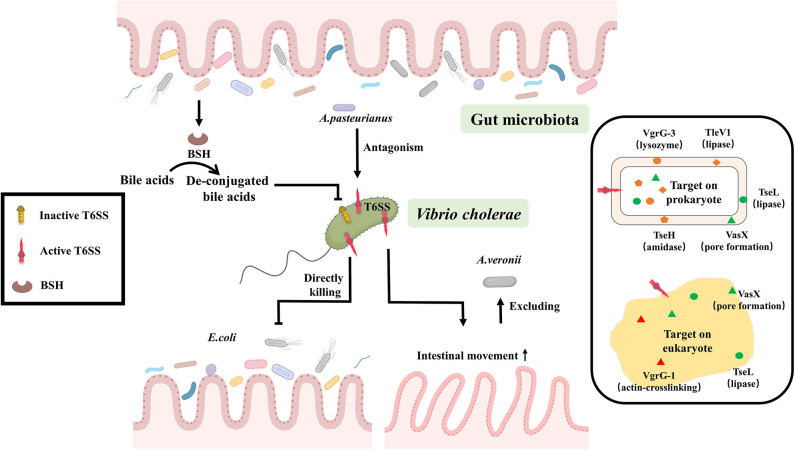 A.pasteurianus
Gut microbiota
BSH
Antagonism
Bile acids
De-conjugated
bile acids
T6SS
Vibrio cholerae
Inactive T6SS
Active T6SS
BSH
Directly
killing
A.veronii
Excluding
E.coli
Intestinal movement ↑
VgrG-3
(lysozyme)
TleV1
(lipase)
Target on
prokaryote
TseL
(lipase)
TseH
(amidase)
VasX
(pore formation)
VasX
(pore formation)
Target on
eukaryote
VgrG-1
(actin-crosslinking)
TseL
(lipase)